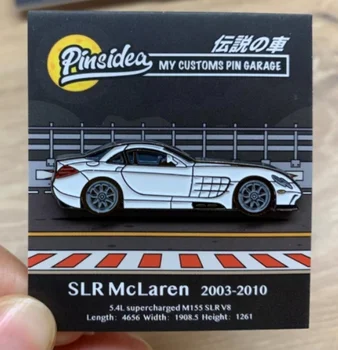 Pinsidea
伝説の車
MY CUSTOMS PIN GARAGE
SLR McLaren 2003-2010
5.4L supercharged M155 SLR V8
Length: 4656 Width: 1908.5 Height: 1261